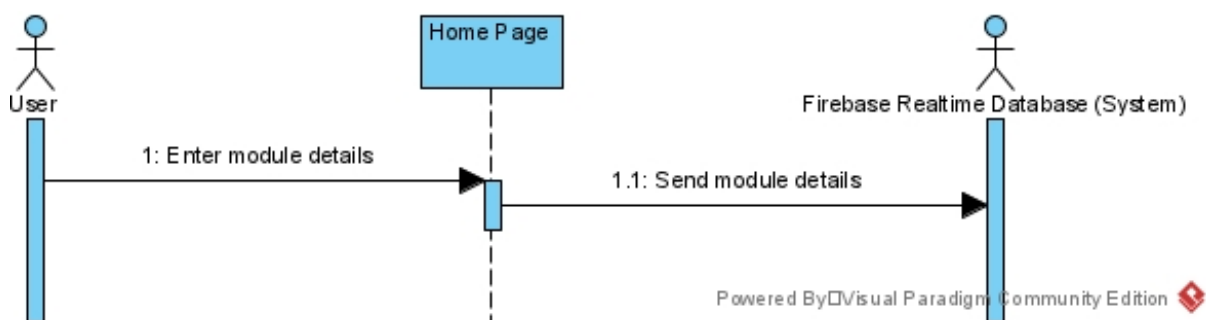 Home Page
User
Firebase Realtime Database (System)
1: Enter module details
1.1: Send module details
Powered By□Visual Paradigm Community Edition